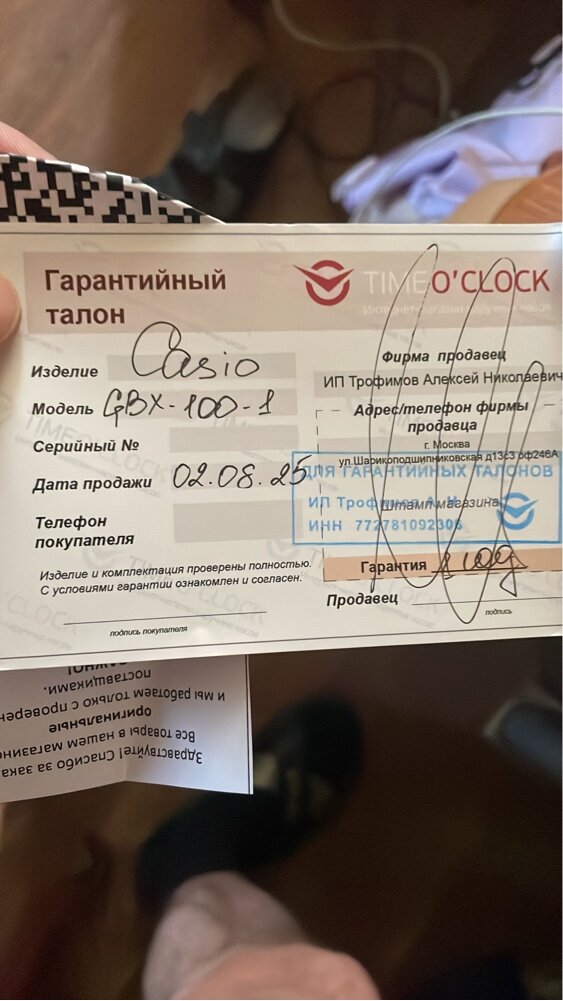 Гарантийный
талон
TIME O'CLOCK
Изделие Casio
Модель GBX-100-1
Серийный №
Дата продажи 02.08.25
Телефон
покупателя
Изделие и комплектация проверены полностью.
С условиями гарантии ознакомлен и согласен.
подпись покупателя
Фирма продавец
ИП Трофимов Алексей Николаевич
Адрес/телефон фирмы
продавца
г. Москва
ул.Шарикоподшипниковская д13с3 оф246А
ДЛЯ ГАРАНТИЙНЫХ ТАЛОНОВ
Штамп магазина
ИП Трофимов А. Н.
ИНН 772781092306
Гарантия 1 год
Продавец
подпись
Здравствуйте! Спасибо за зака
Все товары в нашем магазине
оригинальные
и мы работаем только с
поставщиками.